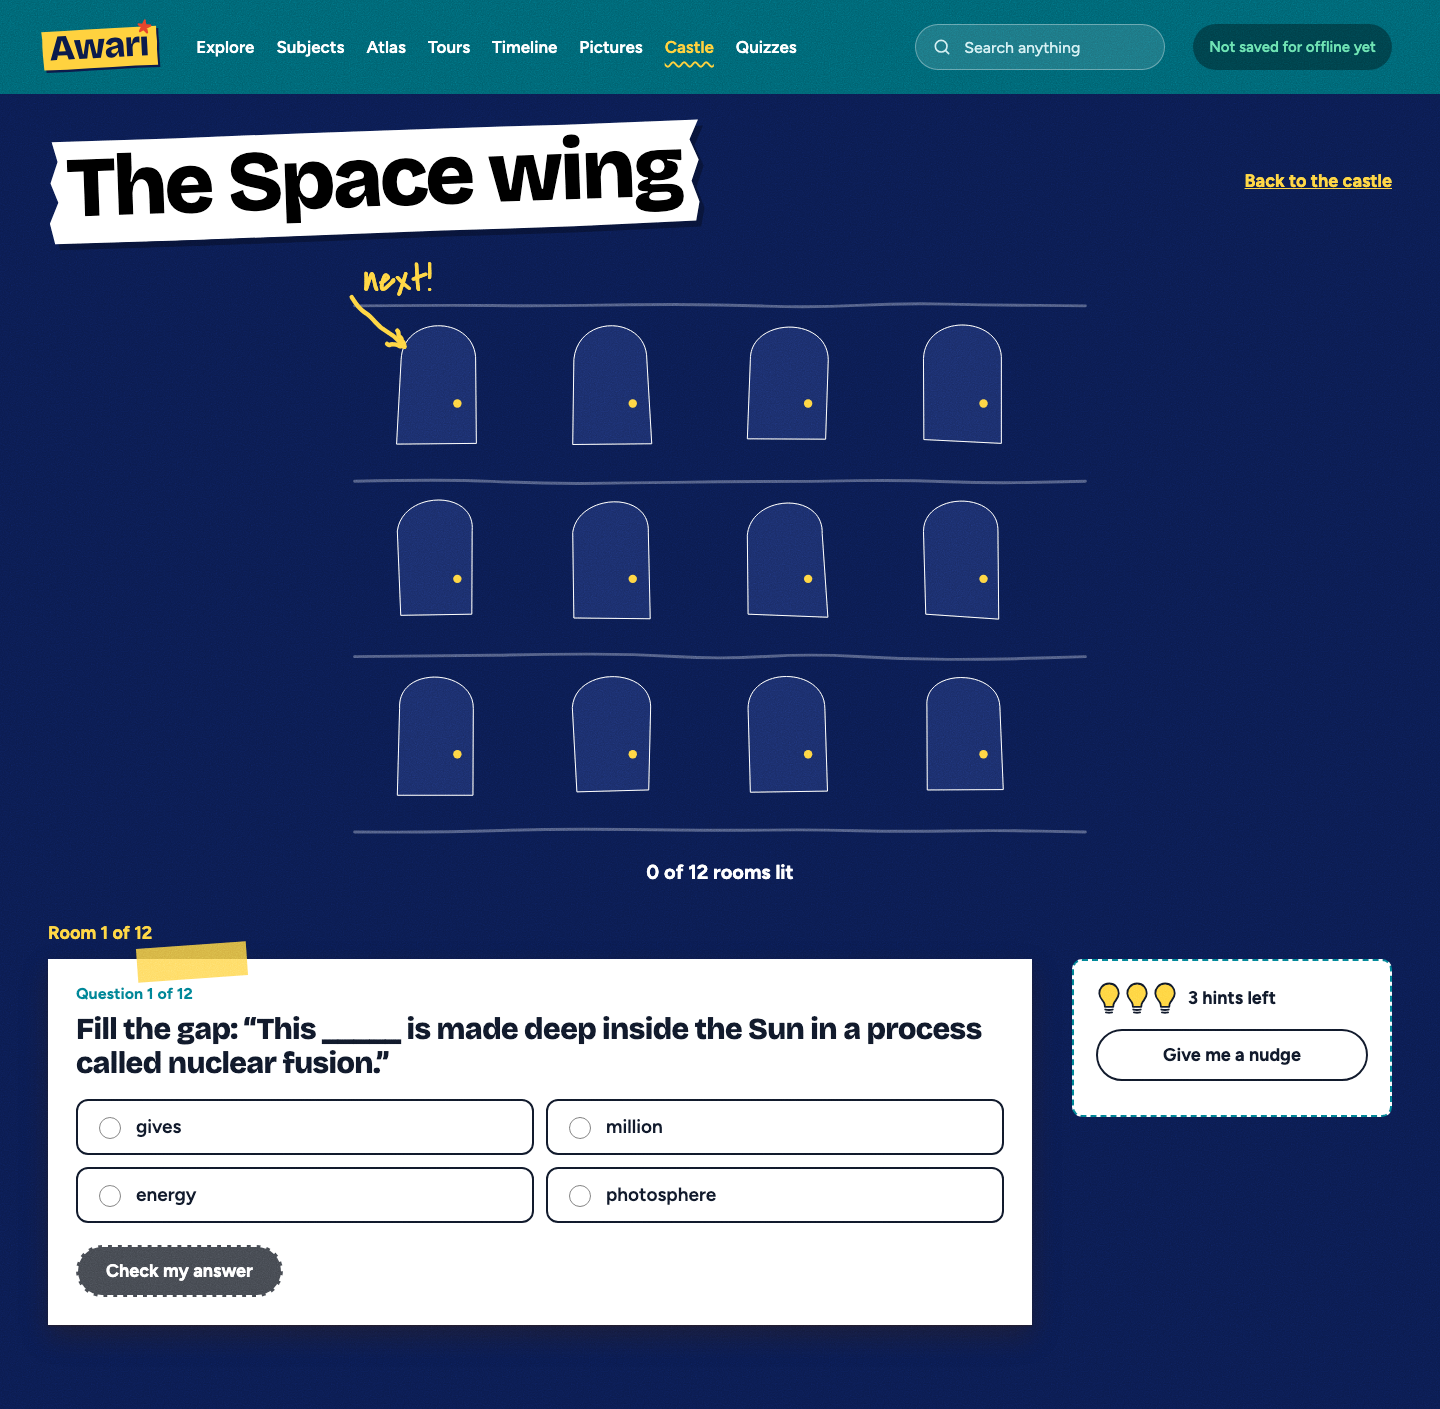 Awari
Explore Subjects Atlas Tours Timeline Pictures Castle Quizzes
Search anything
Not saved for offline yet
The Space wing
Back to the castle
next!
0 of 12 rooms lit
Room 1 of 12
Question 1 of 12
Fill the gap: “This _____ is made deep inside the Sun in a process
called nuclear fusion.”
gives
million
energy
photosphere
Check my answer
3 hints left
Give me a nudge